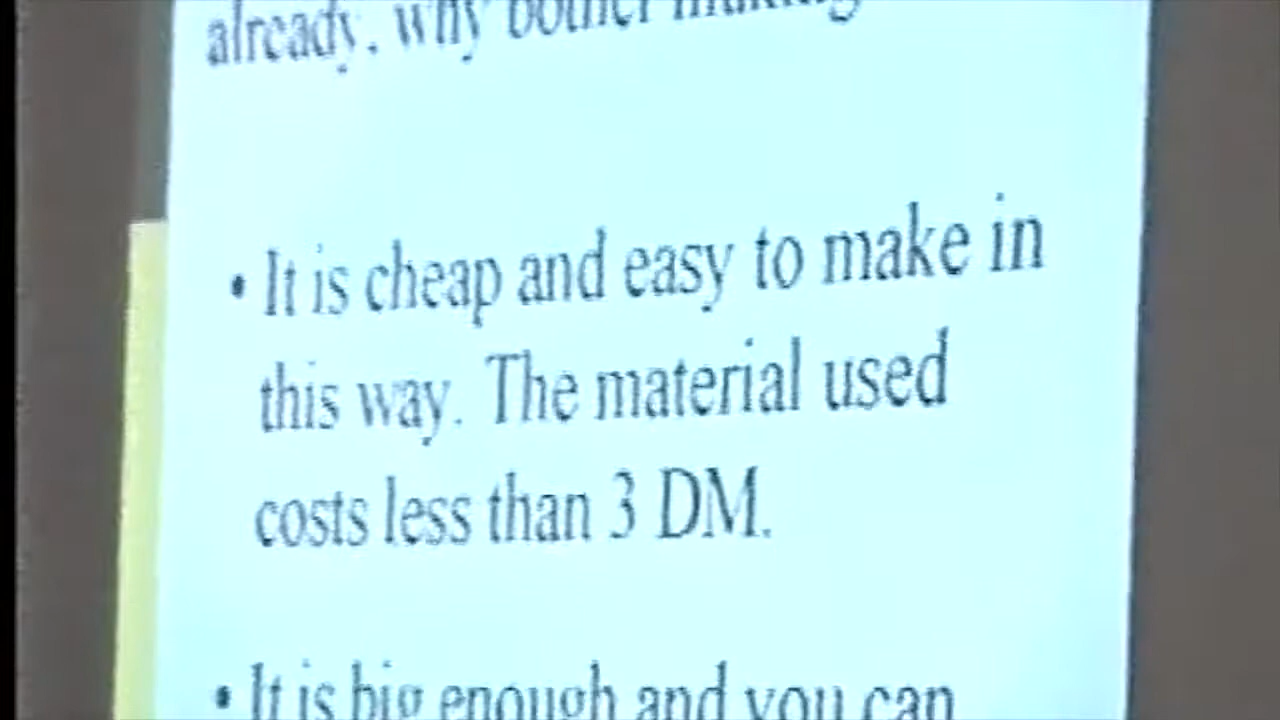 already, why bother making
• It is cheap and easy to make in
this way. The material used
costs less than 3 DM.
• It is big enough and you can